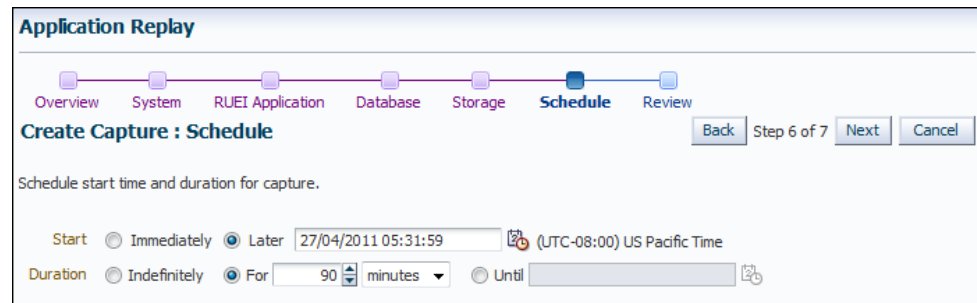 Application Replay
Overview System RUEI Application Database Storage Schedule Review
Create Capture : Schedule Back Step 6 of 7 Next Cancel
Schedule start time and duration for capture.
Start Immediately Later 27/04/2011 05:31:59 (UTC-08:00) US Pacific Time
Duration Indefinitely For 90 minutes Until